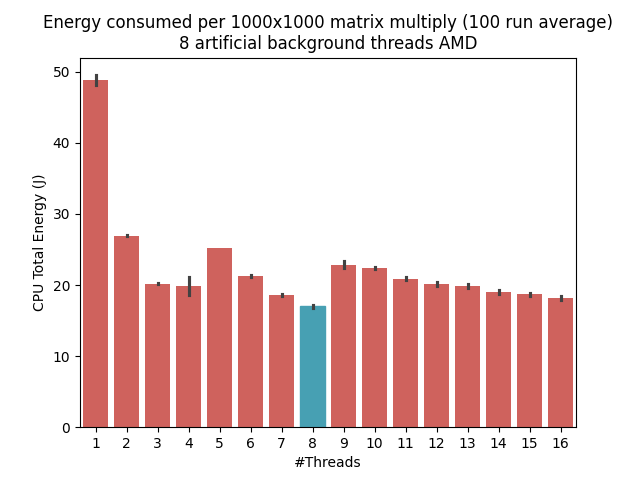 Energy consumed per 1000x1000 matrix multiply (100 run average)
8 artificial background threads AMD
50
40
30
20
10
0
CPU Total Energy (J)
1 2 3 4 5 6 7 8 9 10 11 12 13 14 15 16
#Threads